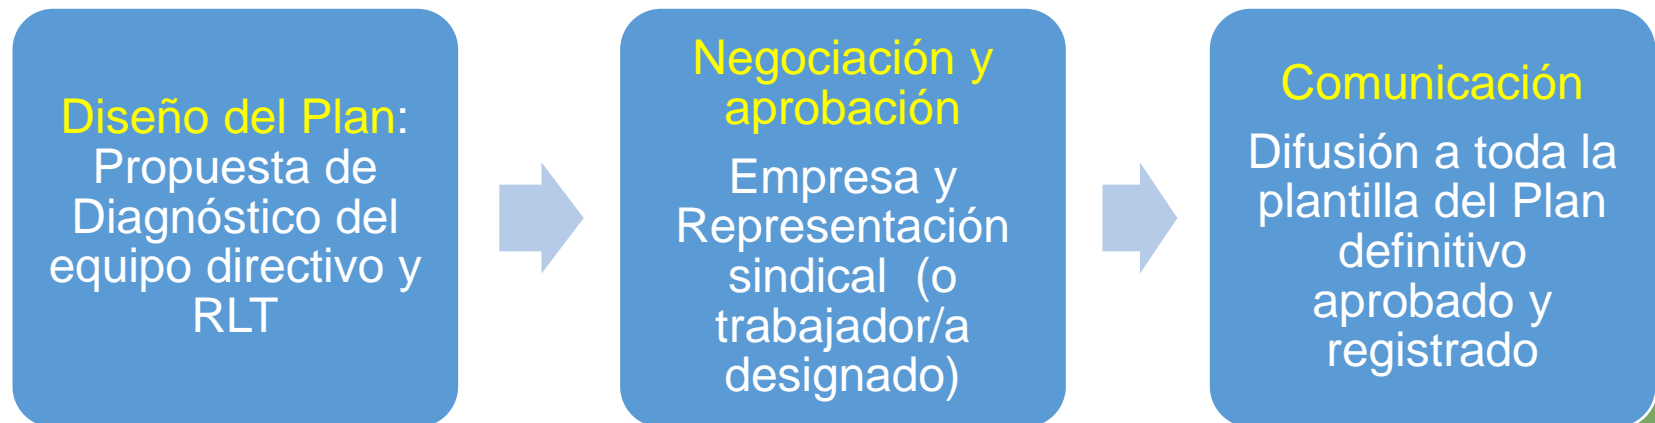 Diseño del Plan:
Propuesta de
Diagnóstico del
equipo directivo y
RLT
Negociación y
aprobación
Empresa y
Representación
sindical (o
trabajador/a
designado)
Comunicación
Difusión a toda la
plantilla del Plan
definitivo
aprobado y
registrado